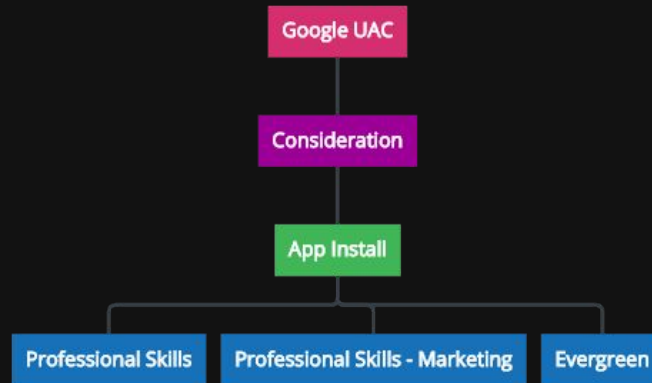 Google UAC
Consideration
App Install
Professional Skills
Professional Skills - Marketing
Evergreen